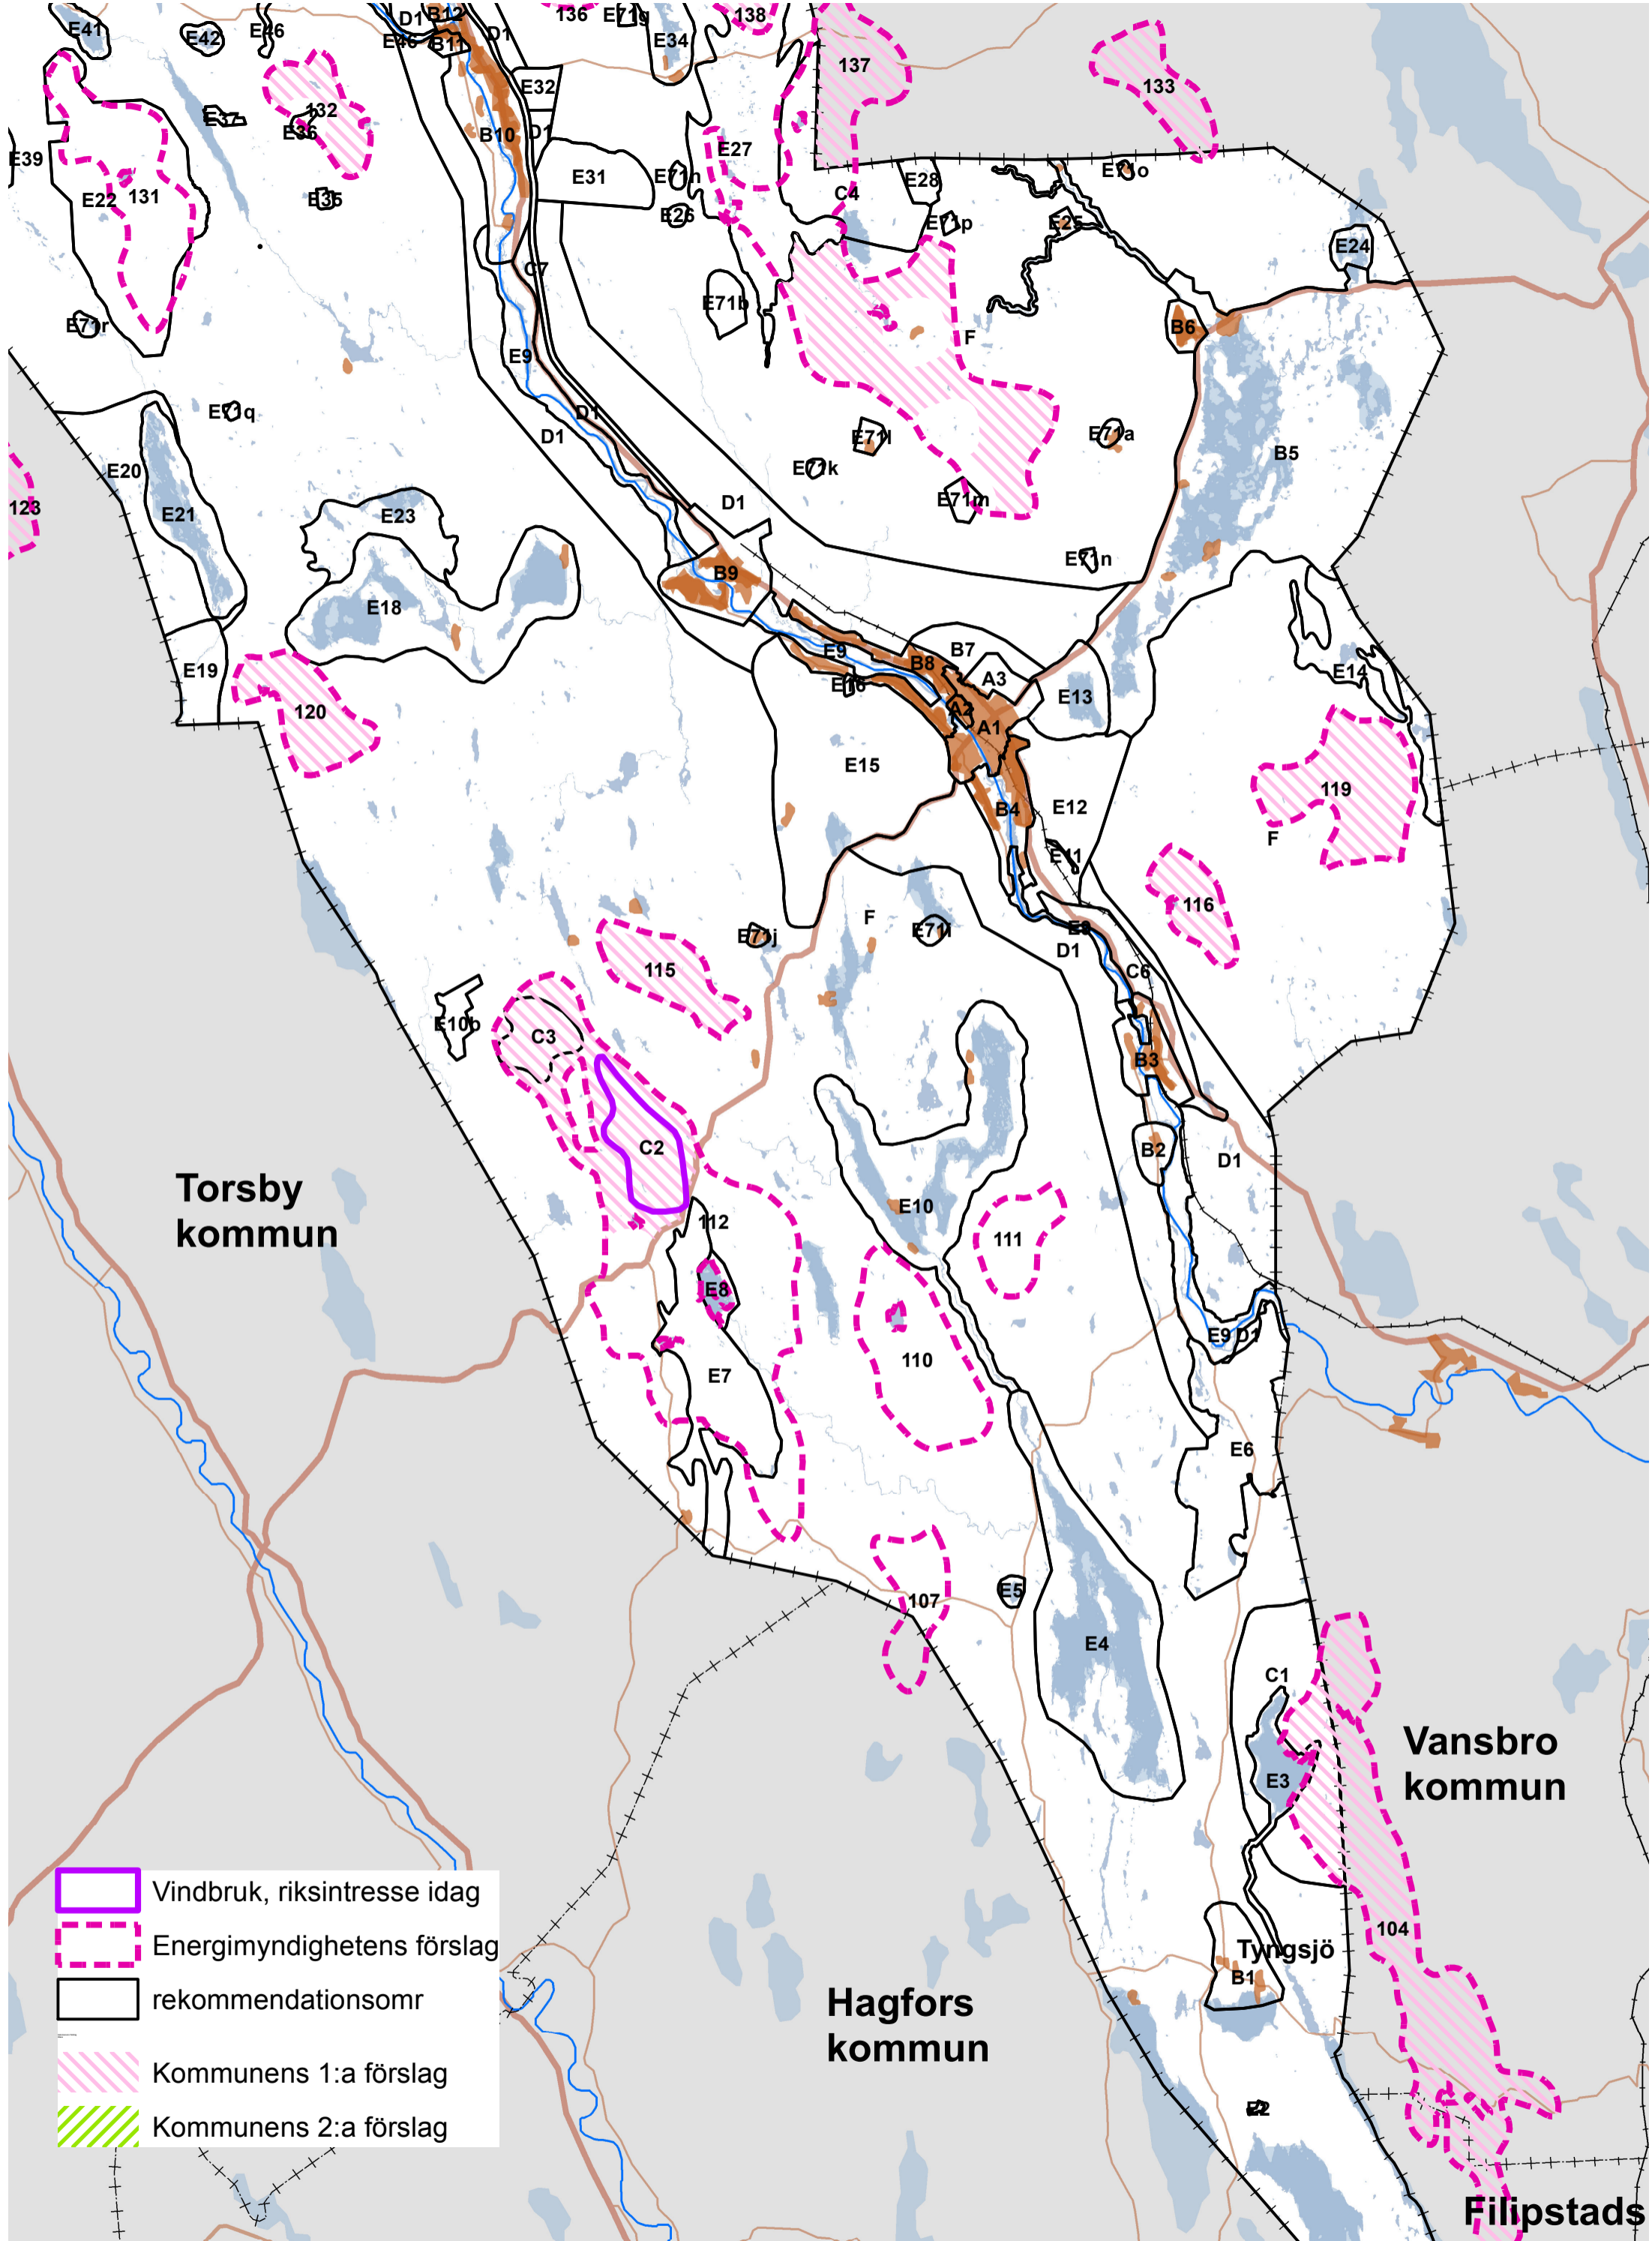 E41
E42
E46
D1
B12
E46
B11
D1
136
E71g
E34
138
137
133
E32
E37
132
E36
B10
D1
E39
E22
131
E35
E31
E71h
E26
E27
C4
E28
E71p
E71o
E25
E24
C7
E71b
E71r
E9
F
B6
E71q
D1
D1
E71l
E71a
E71k
B5
E20
E21
123
E23
D1
E71m
E71n
B9
E18
E19
120
E9
B8
B7
A3
E16
A2
A1
E13
E14
E15
B4
E12
119
F
E11
116
F
E71i
E71j
E9
D1
115
C6
E10b
C3
B3
C2
B2
D1
Torsby
kommun
E10
112
111
E8
E9
D1
110
E7
E6
107
E5
E4
C1
E3
Vansbro
kommun
104
Tyngsjö
B1
Hagfors
kommun
E2
Filipstads
Vindbruk, riksintresse idag
Energimyndighetens förslag
rekommendationsomr
Kommunens 1:a förslag
Kommunens 2:a förslag